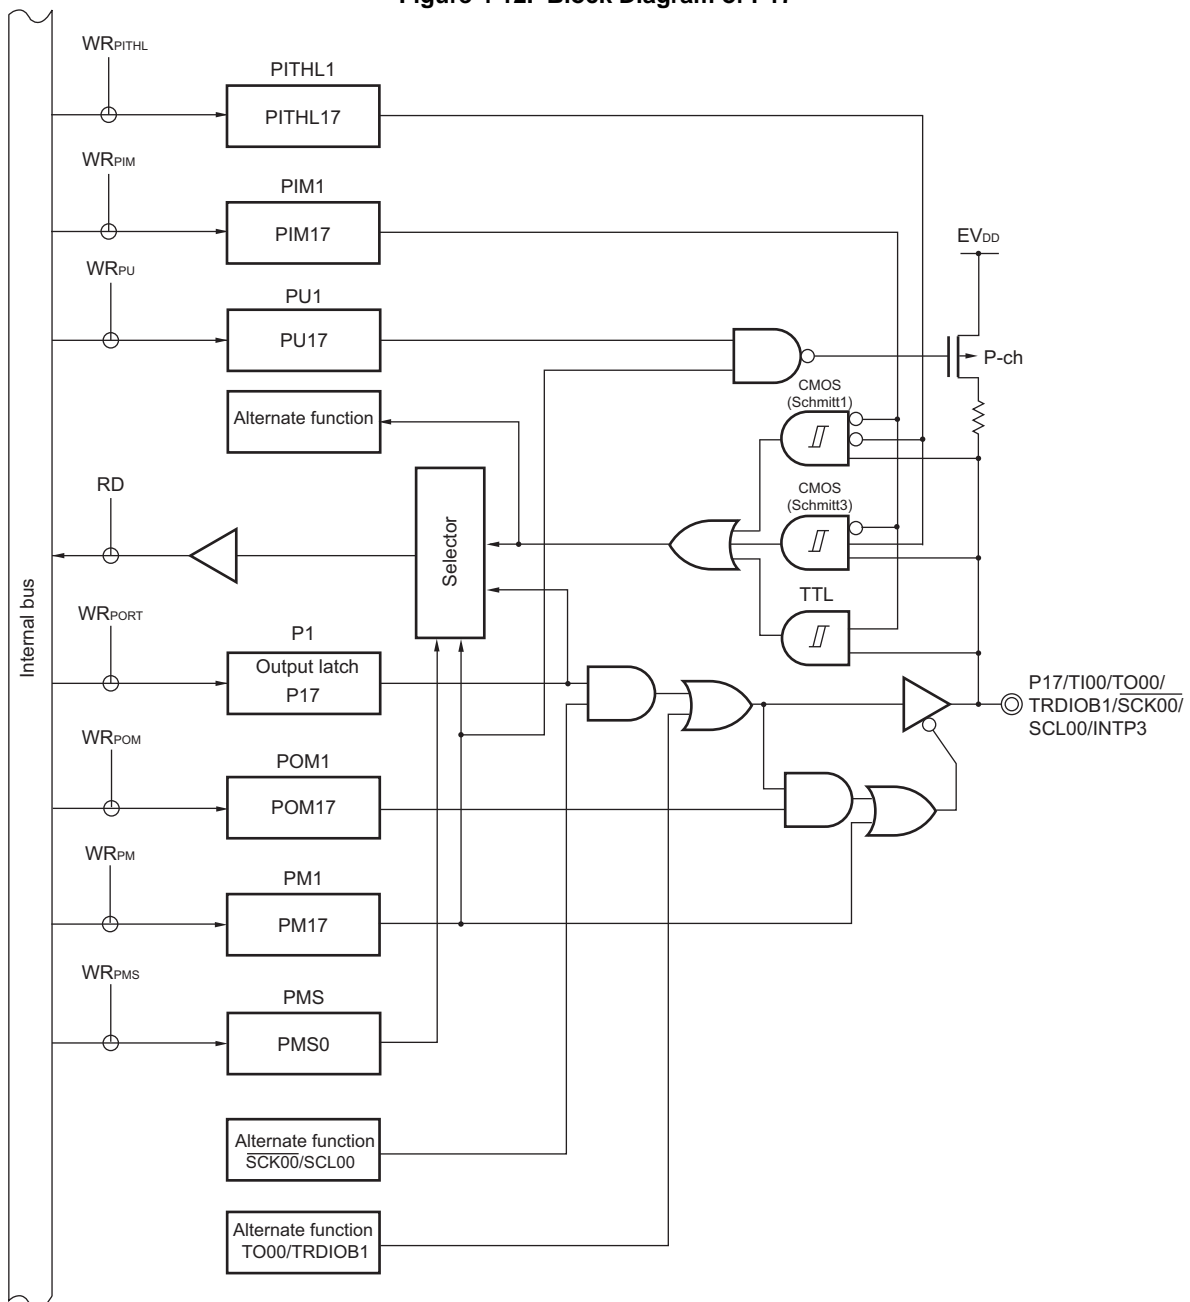 Figure 4-12. Block Diagram of P17
WRPITHL
PITHL1
PITHL17
WRPIM
PIM1
PIM17
EVDD
WRPU
PU1
PU17
P-ch
CMOS
(Schmitt1)
Alternate function
RD
Selector
CMOS
(Schmitt3)
TTL
Internal bus
WRPORT
P1
Output latch
P17
P17/TI00/TO00/
TRDIOB1/SCK00/
SCL00/INTP3
WRPOM
POM1
POM17
WRPM
PM1
PM17
WRPMS
PMS
PMS0
Alternate function
SCK00/SCL00
Alternate function
TO00/TRDIOB1